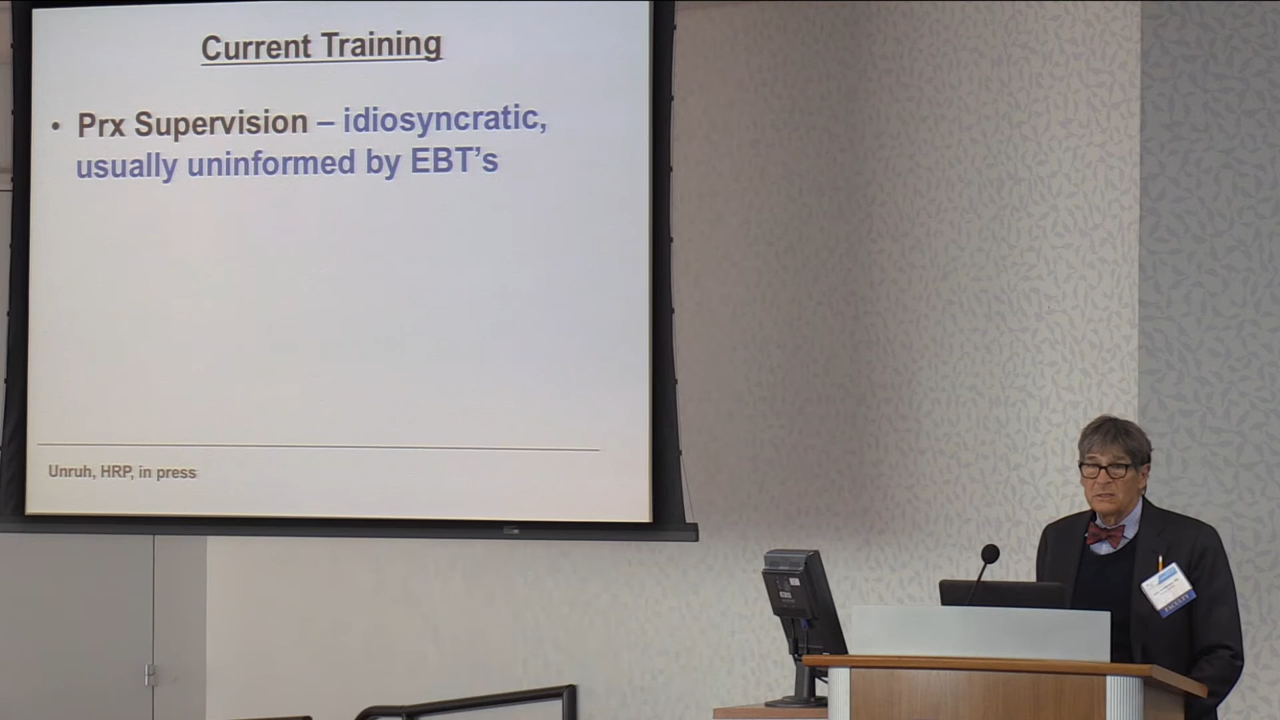 Current Training
• Prx Supervision – idiosyncratic,
usually uninformed by EBT's
Unruh, HRP, in press
FACULTY